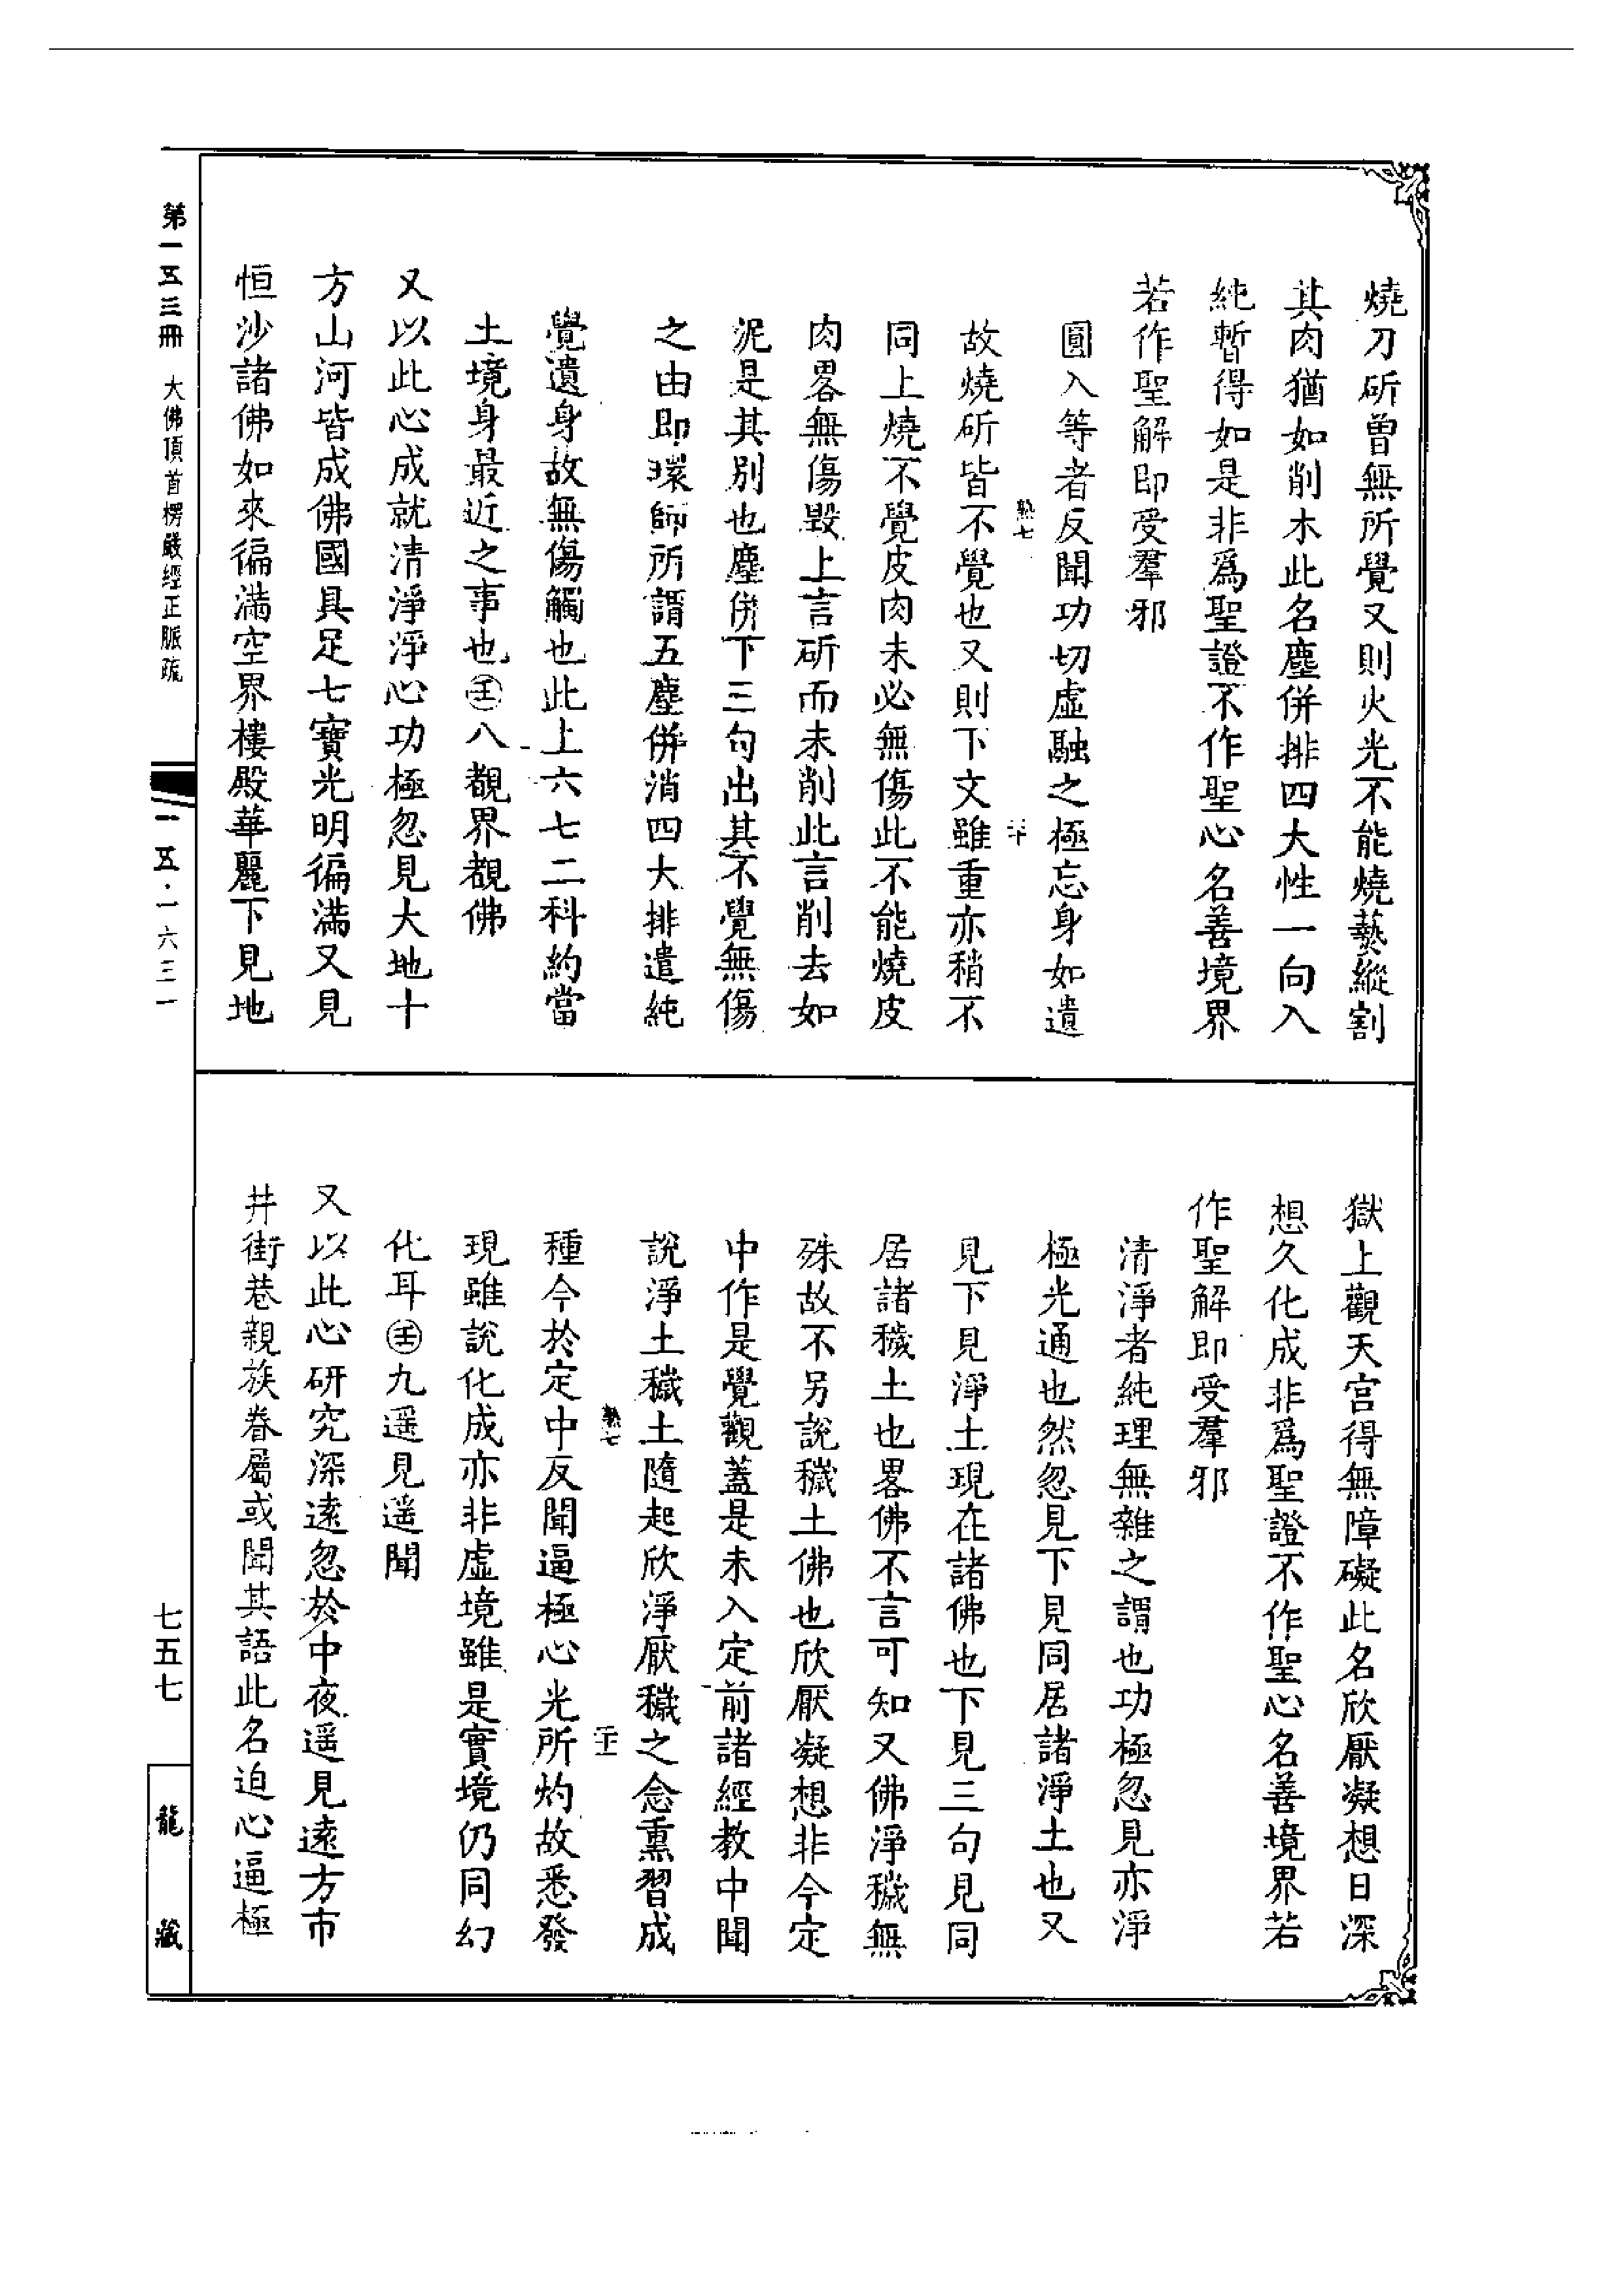 燒刀斫曾無所覺又則火光不能燒爇縱割
其肉猶如削木此名塵併排四大性一向入
純暫得如是非爲聖證不作聖心名善境界
若作聖解即受羣邪
圓入等者反聞功切虛融之極忘身如遺
熟七
二十
故燒斫皆不覺也又則下文雖重亦稍不
同上燒不覺皮肉未必無傷此不能燒皮
肉畧無傷毀上言斫而未削此言削去如
泥是其別也塵併下三句出其不覺無傷
之由即環師所謂五塵併消四大排遣純
覺遺身故無傷觸也此上六七二科約當
土境身最近之事也㊣八覩界覩佛
又以此心成就清淨淨心功極忽見大地十
方山河皆成佛國具足七寶光明徧滿又見
恒沙諸佛如來徧滿空界樓殿華麗下見地
獄上觀天宮得無障礙此名欣厭凝想日深
想久化成非爲聖證不作聖心名善境界若
作聖解即受羣邪
清淨者純理無雜之謂也功極忽見亦淨
極光通也然忽見下見同居諸淨土也又
見下見淨土現在諸佛也下見三句見同
居諸穢土也畧佛不言可知又佛淨穢無
殊故不另說穢土佛也欣厭凝想非今定
中作是覺觀蓋是未入定前諸經教中聞
說淨土穢土隨起欣淨厭穢之念熏習成
熟七
二十一
種今於定中反聞逼極心光所灼故悉發
現雖說化成亦非虛境雖是實境仍同幻
化耳㊣九遥見遥聞
又以此心研究深遠忽於中夜遥見遠方市
井街巷親族眷屬或聞其語此名迫心逼極
第一五三冊 大佛頂首楞嚴經正脈疏
一五·一六三一
七五七
龍藏